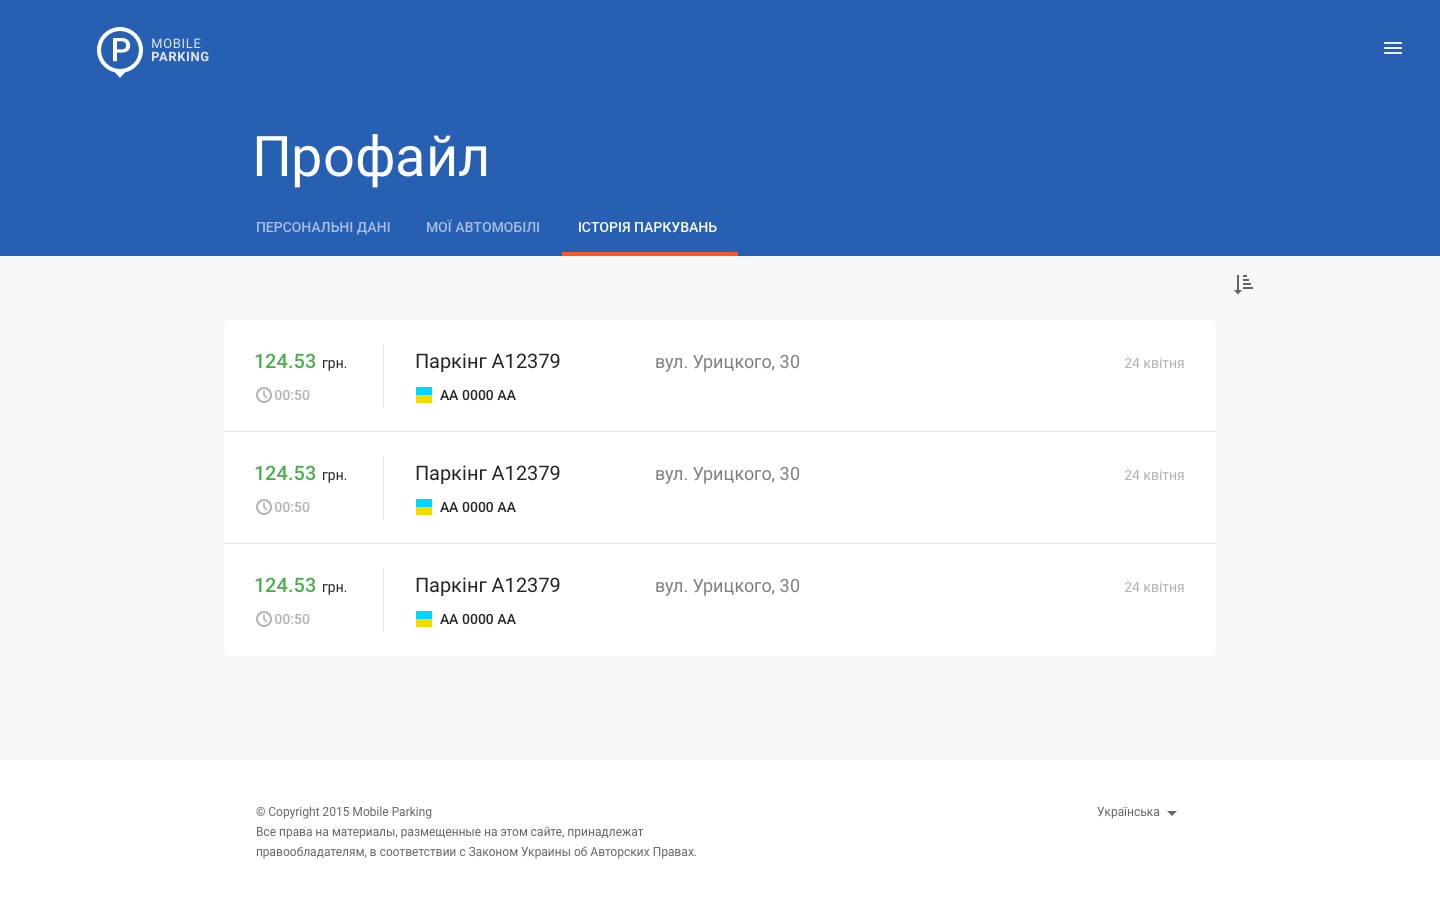 MOBILE
PARKING
Профайл
ПЕРСОНАЛЬНІ ДАНІ МОЇ АВТОМОБІЛІ ІСТОРІЯ ПАРКУВАНЬ
124.53 грн. Паркінг А12379 вул. Урицкого, 30 24 квітня
00:50 АА 0000 АА
124.53 грн. Паркінг А12379 вул. Урицкого, 30 24 квітня
00:50 АА 0000 АА
124.53 грн. Паркінг А12379 вул. Урицкого, 30 24 квітня
00:50 АА 0000 АА
© Copyright 2015 Mobile Parking Українська
Все права на материалы, размещенные на этом сайте, принадлежат
правообладателям, в соответствии с Законом Украины об Авторских Правах.